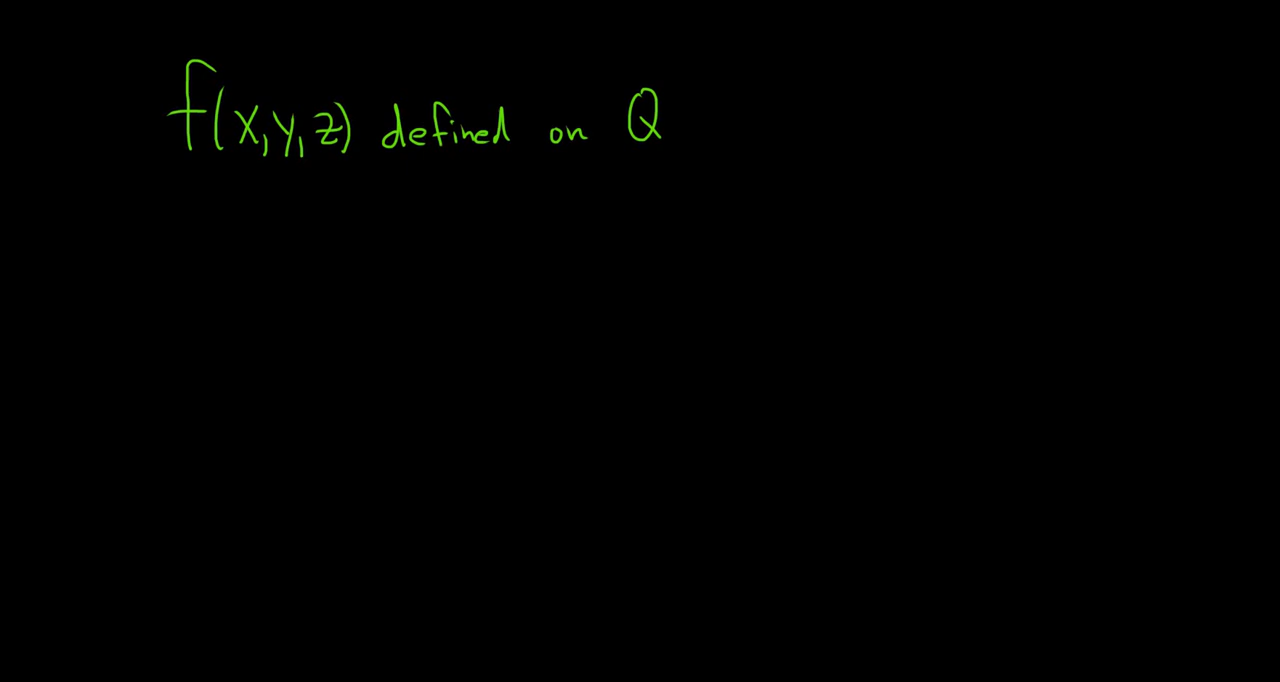 f(x,y,z) defined on Q